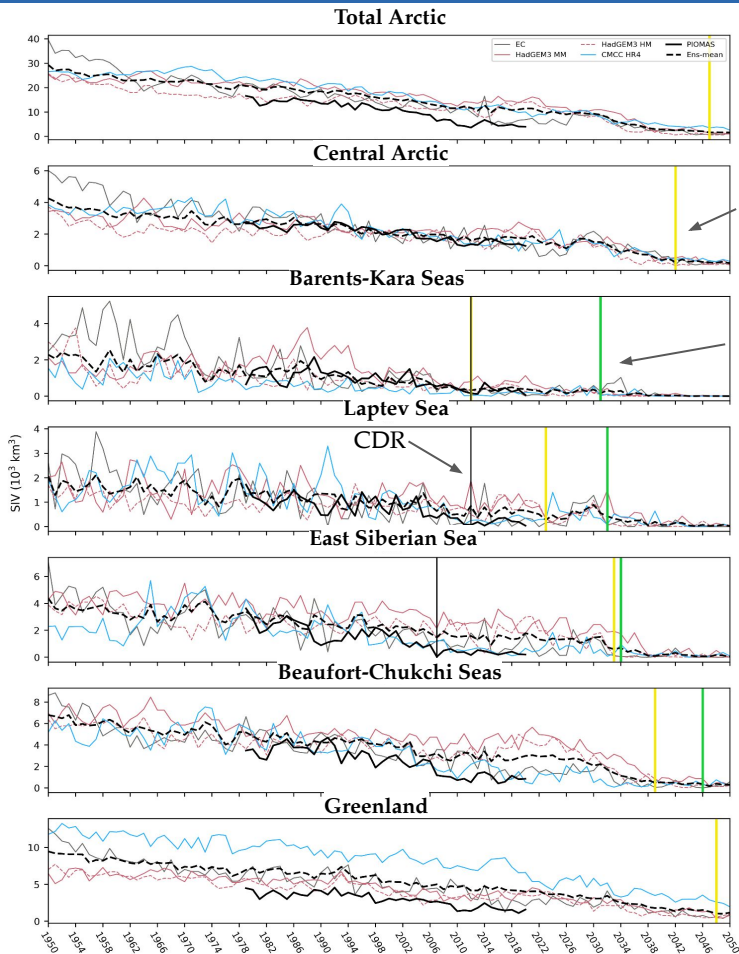 Total Arctic
EC
HadGEM3 MM
HadGEM3 HM
CMCC HR4
PIOMAS
Ens-mean
40
30
20
10
0
Central Arctic
6
4
2
0
Barents-Kara Seas
4
2
0
Laptev Sea
CDR
SIV (10³ km³)
4
3
2
1
0
East Siberian Sea
6
4
2
0
Beaufort-Chukchi Seas
8
6
4
2
0
Greenland
10
5
0
1950 1954 1958 1962 1966 1970 1974 1978 1982 1986 1990 1994 1998 2002 2006 2010 2014 2018 2022 2026 2030 2034 2038 2042 2046 2050